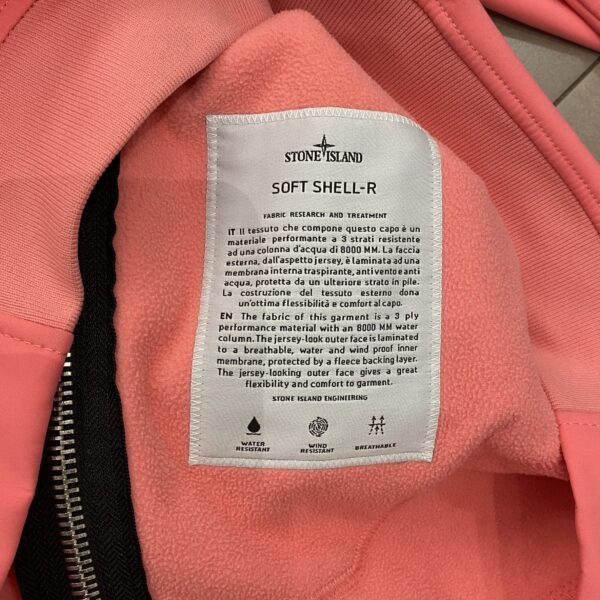 STONE ISLAND
SOFT SHELL-R
FABRIC RESEARCH AND TREATMENT
IT Il tessuto che compone questo capo è un
materiale performante a 3 strati resistente
ad una colonna d'acqua di 8000 MM. La faccia
esterna, dall'aspetto jersey, è laminata ad una
membrana interna traspirante, antivento e anti
acqua, protetta da un ulteriore strato in pile.
La costruzione del tessuto esterno dona
un'ottima flessibilità e comfort al capo.
EN The fabric of this garment is a 3 ply
performance material with an 8000 MM water
column. The jersey-look outer face is laminated
to a breathable, water and wind proof inner
membrane, protected by a fleece backing layer.
The jersey-looking outer face gives a great
flexibility and comfort to garment.
STONE ISLAND ENGINEERING
WATER RESISTANT
WIND RESISTANT
BREATHABLE